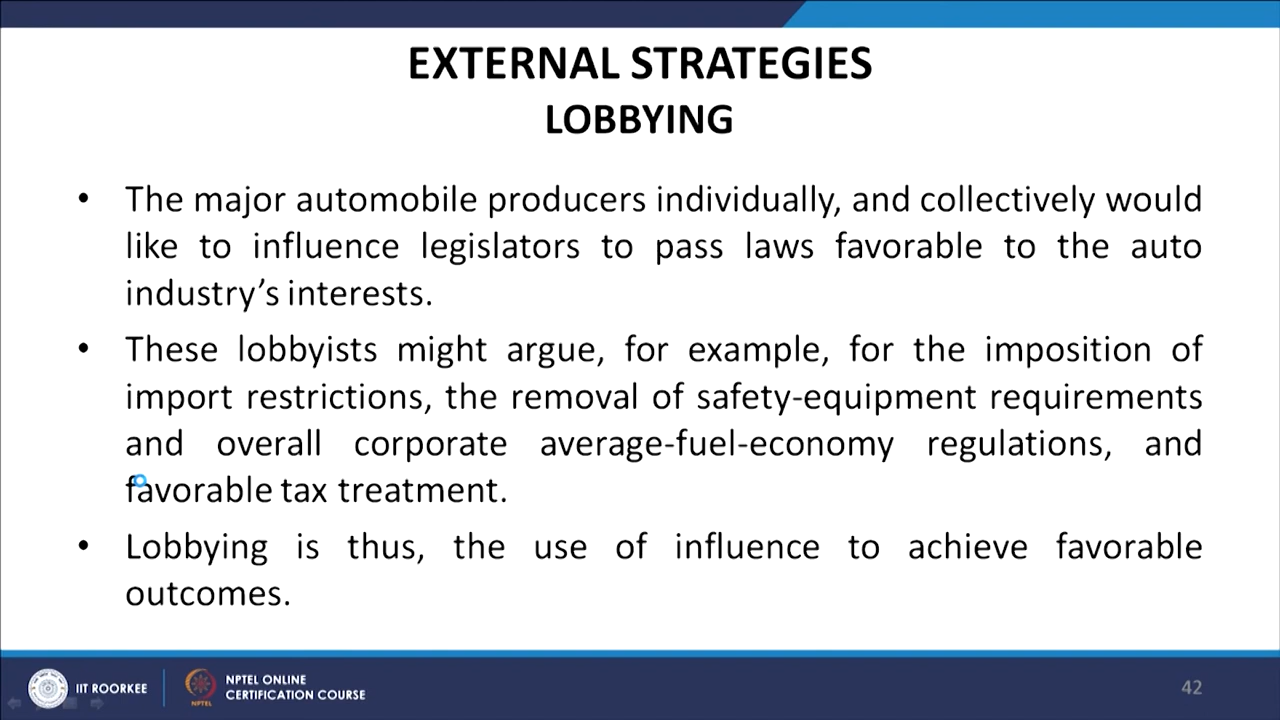 EXTERNAL STRATEGIES
LOBBYING
• The major automobile producers individually, and collectively would
like to influence legislators to pass laws favorable to the auto
industry’s interests.
• These lobbyists might argue, for example, for the imposition of
import restrictions, the removal of safety-equipment requirements
and overall corporate average-fuel-economy regulations, and
favorable tax treatment.
• Lobbying is thus, the use of influence to achieve favorable
outcomes.
IIT ROORKEE
NPTEL
NPTEL ONLINE
CERTIFICATION COURSE
42